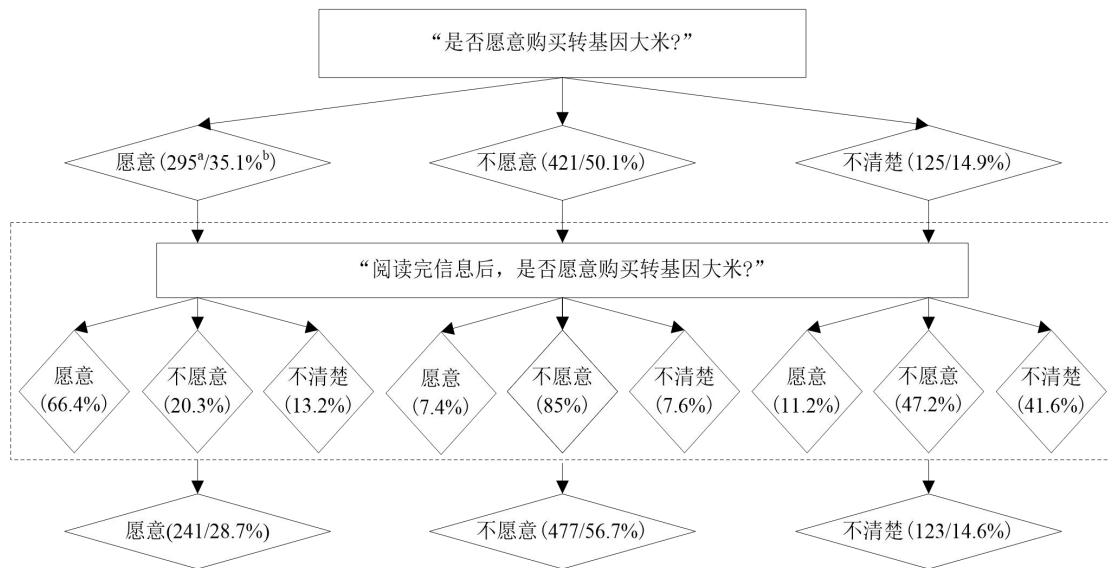 “是否愿意购买转基因大米?”
愿意(295a/35.1%b)
不愿意(421/50.1%)
不清楚(125/14.9%)
“阅读完信息后，是否愿意购买转基因大米?”
愿意
(66.4%)
不愿意
(20.3%)
不清楚
(13.2%)
愿意
(7.4%)
不愿意
(85%)
不清楚
(7.6%)
愿意
(11.2%)
不愿意
(47.2%)
不清楚
(41.6%)
愿意(241/28.7%)
不愿意(477/56.7%)
不清楚(123/14.6%)